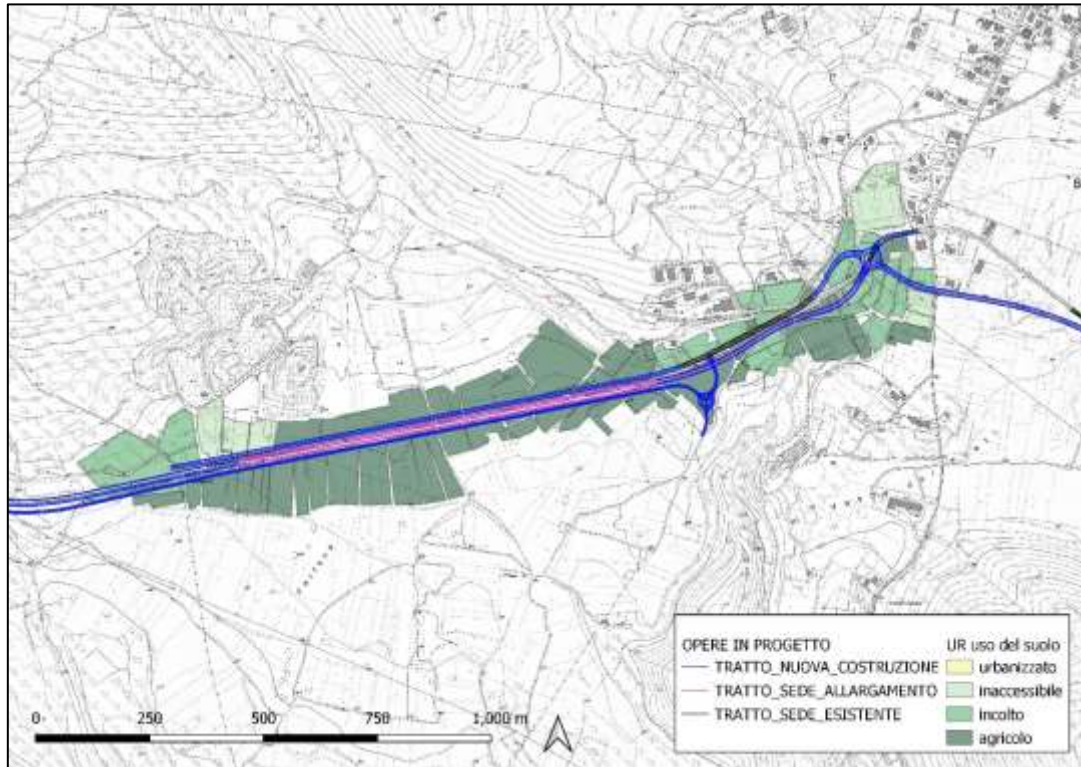 OPERE IN PROGETTO
TRATTO_NUOVA_COSTRUZIONE
TRATTO_SEDE_ALLARGAMENTO
TRATTO_SEDE_ESISTENTE
UR uso del suolo
urbanizzato
inaccessibile
incolto
agricolo
0 250 500 750 1,000 m